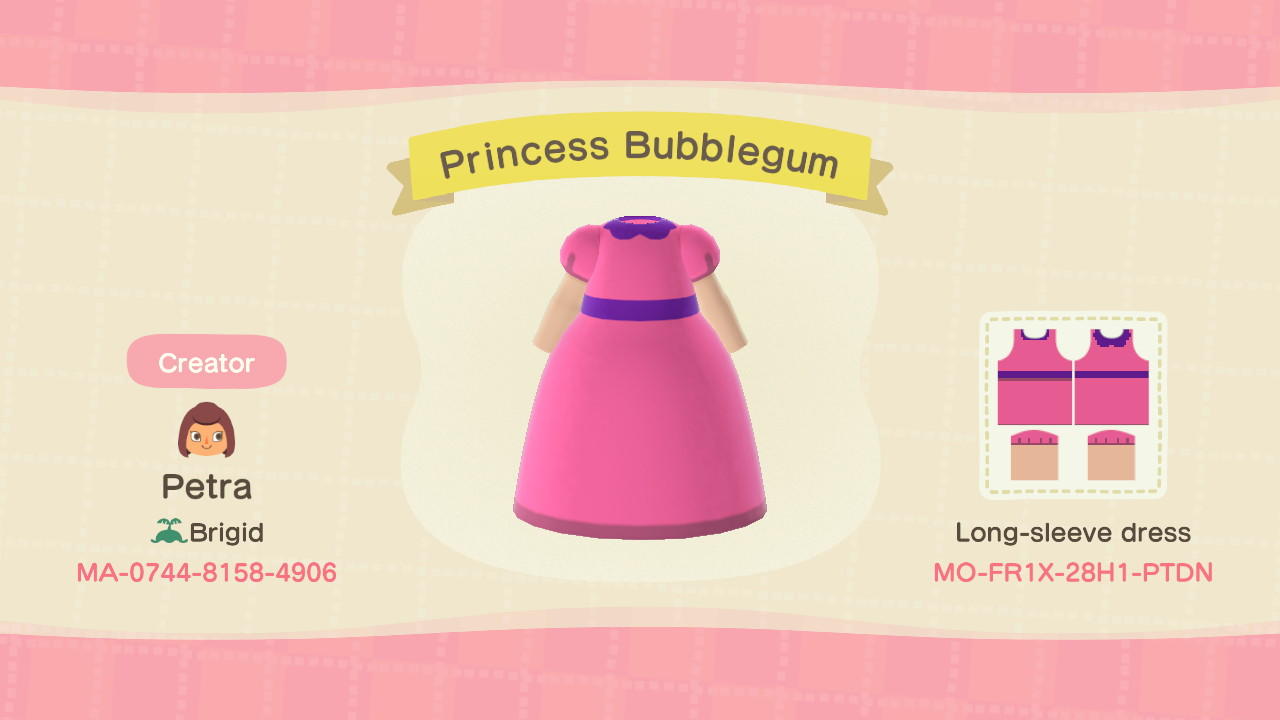 Princess Bubblegum
Creator
Petra
Brigid
MA-0744-8158-4906
Long-sleeve dress
MO-FR1X-28H1-PTDN